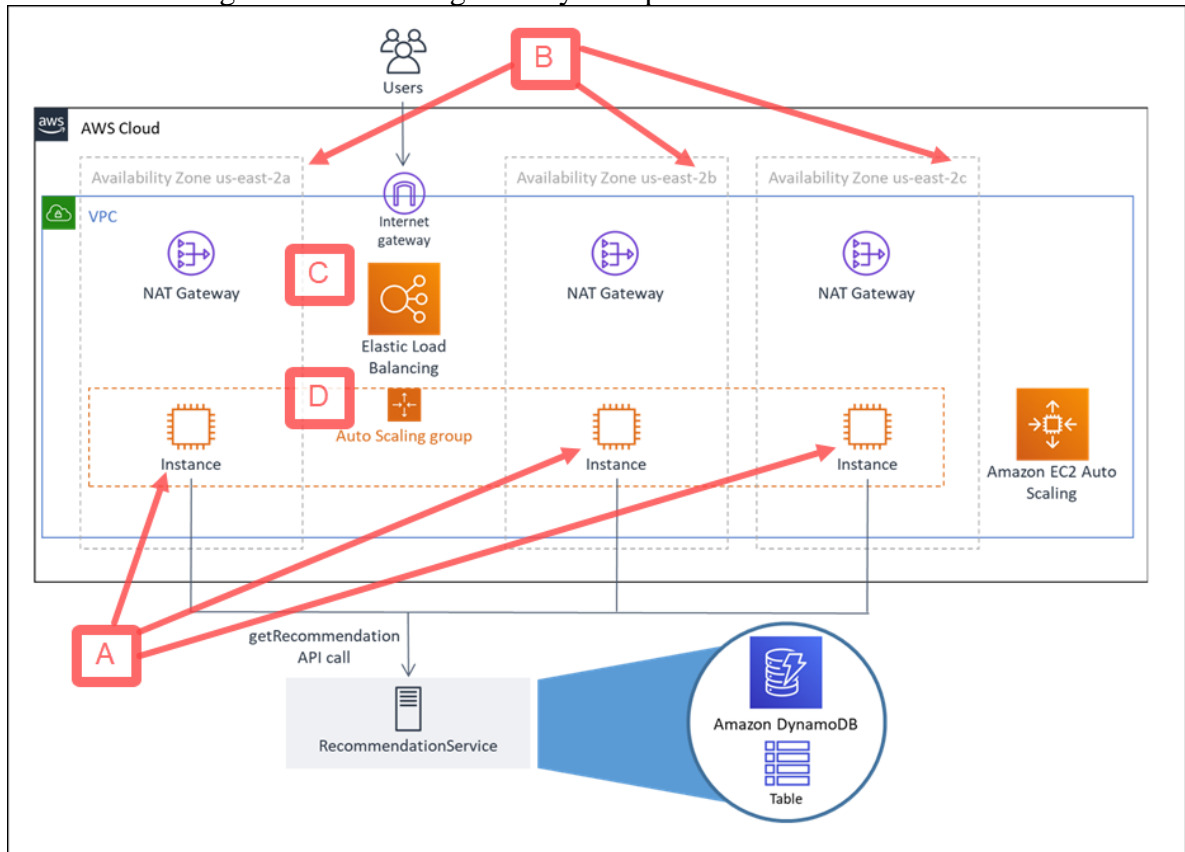 B
Users
aws
AWS Cloud
Availability Zone us-east-2a
Availability Zone us-east-2b
Availability Zone us-east-2c
VPC
Internet
gateway
NAT Gateway
NAT Gateway
NAT Gateway
C
Elastic Load
Balancing
D
Auto Scaling group
Instance
Instance
Instance
Amazon EC2 Auto
Scaling
A
getRecommendation
API call
RecommendationService
Amazon DynamoDB
Table